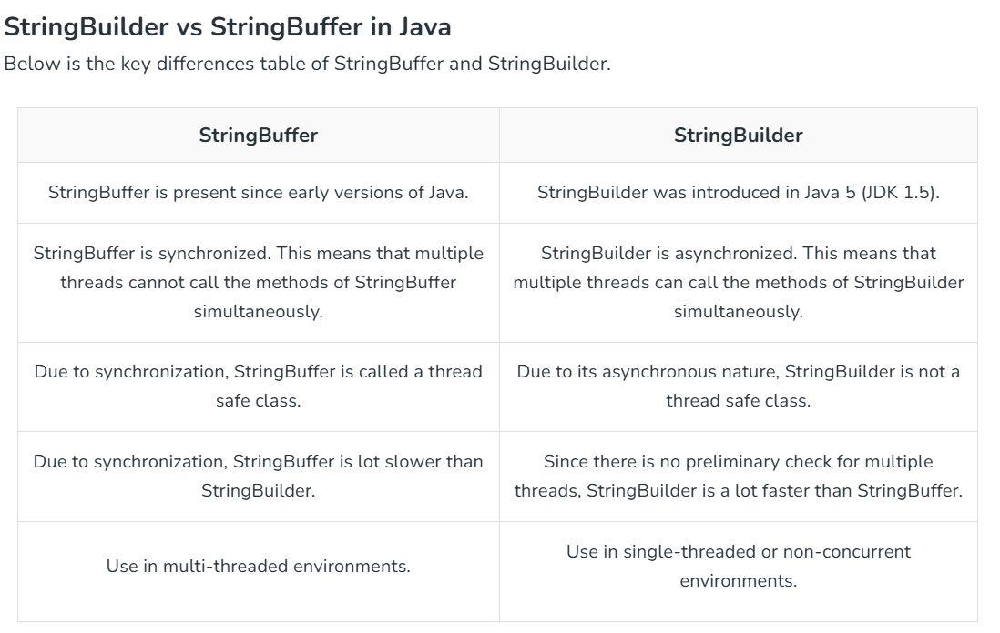 StringBuilder vs StringBuffer in Java
Below is the key differences table of StringBuffer and StringBuilder.
StringBuffer
StringBuilder
StringBuffer is present since early versions of Java.
StringBuilder was introduced in Java 5 (JDK 1.5).
StringBuffer is synchronized. This means that multiple
threads cannot call the methods of StringBuffer
simultaneously.
StringBuilder is asynchronized. This means that
multiple threads can call the methods of StringBuilder
simultaneously.
Due to synchronization, StringBuffer is called a thread
safe class.
Due to its asynchronous nature, StringBuilder is not a
thread safe class.
Due to synchronization, StringBuffer is lot slower than
StringBuilder.
Since there is no preliminary check for multiple
threads, StringBuilder is a lot faster than StringBuffer.
Use in multi-threaded environments.
Use in single-threaded or non-concurrent
environments.